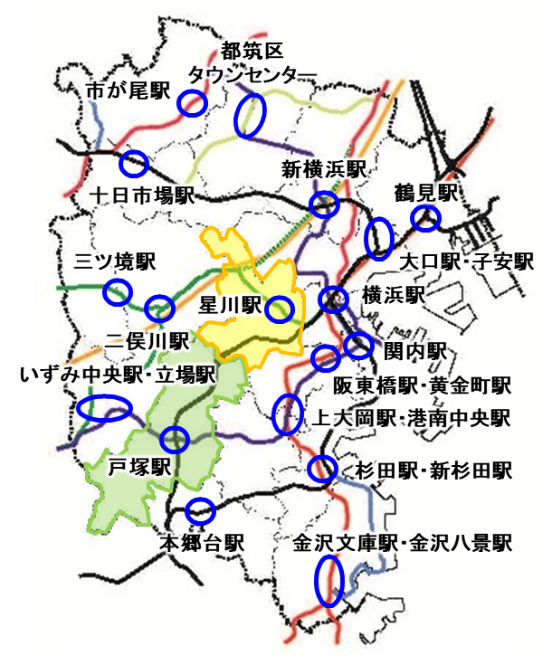 都筑区
タウンセンター
市が尾駅
新横浜駅
十日市場駅
鶴見駅
大口駅・子安駅
三ツ境駅
星川駅
横浜駅
二俣川駅
関内駅
いずみ中央駅・立場駅
阪東橋駅・黄金町駅
上大岡駅・港南中央駅
戸塚駅
杉田駅・新杉田駅
本郷台駅
金沢文庫駅・金沢八景駅